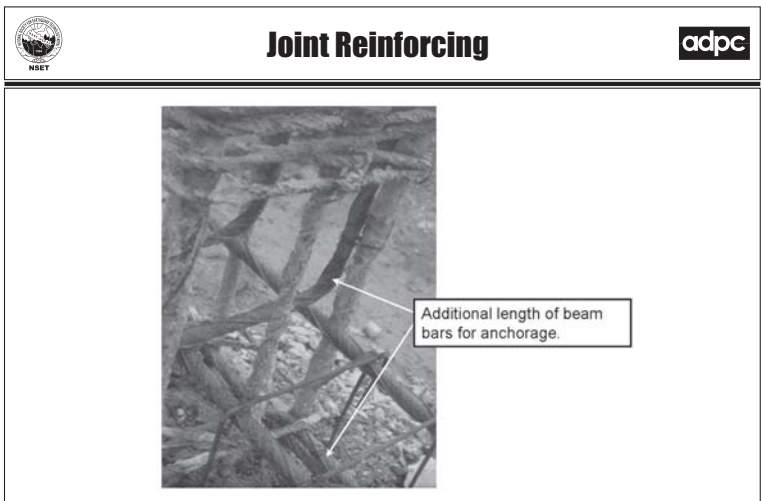 Joint Reinforcing
NSET
adpc
Additional length of beam
bars for anchorage.